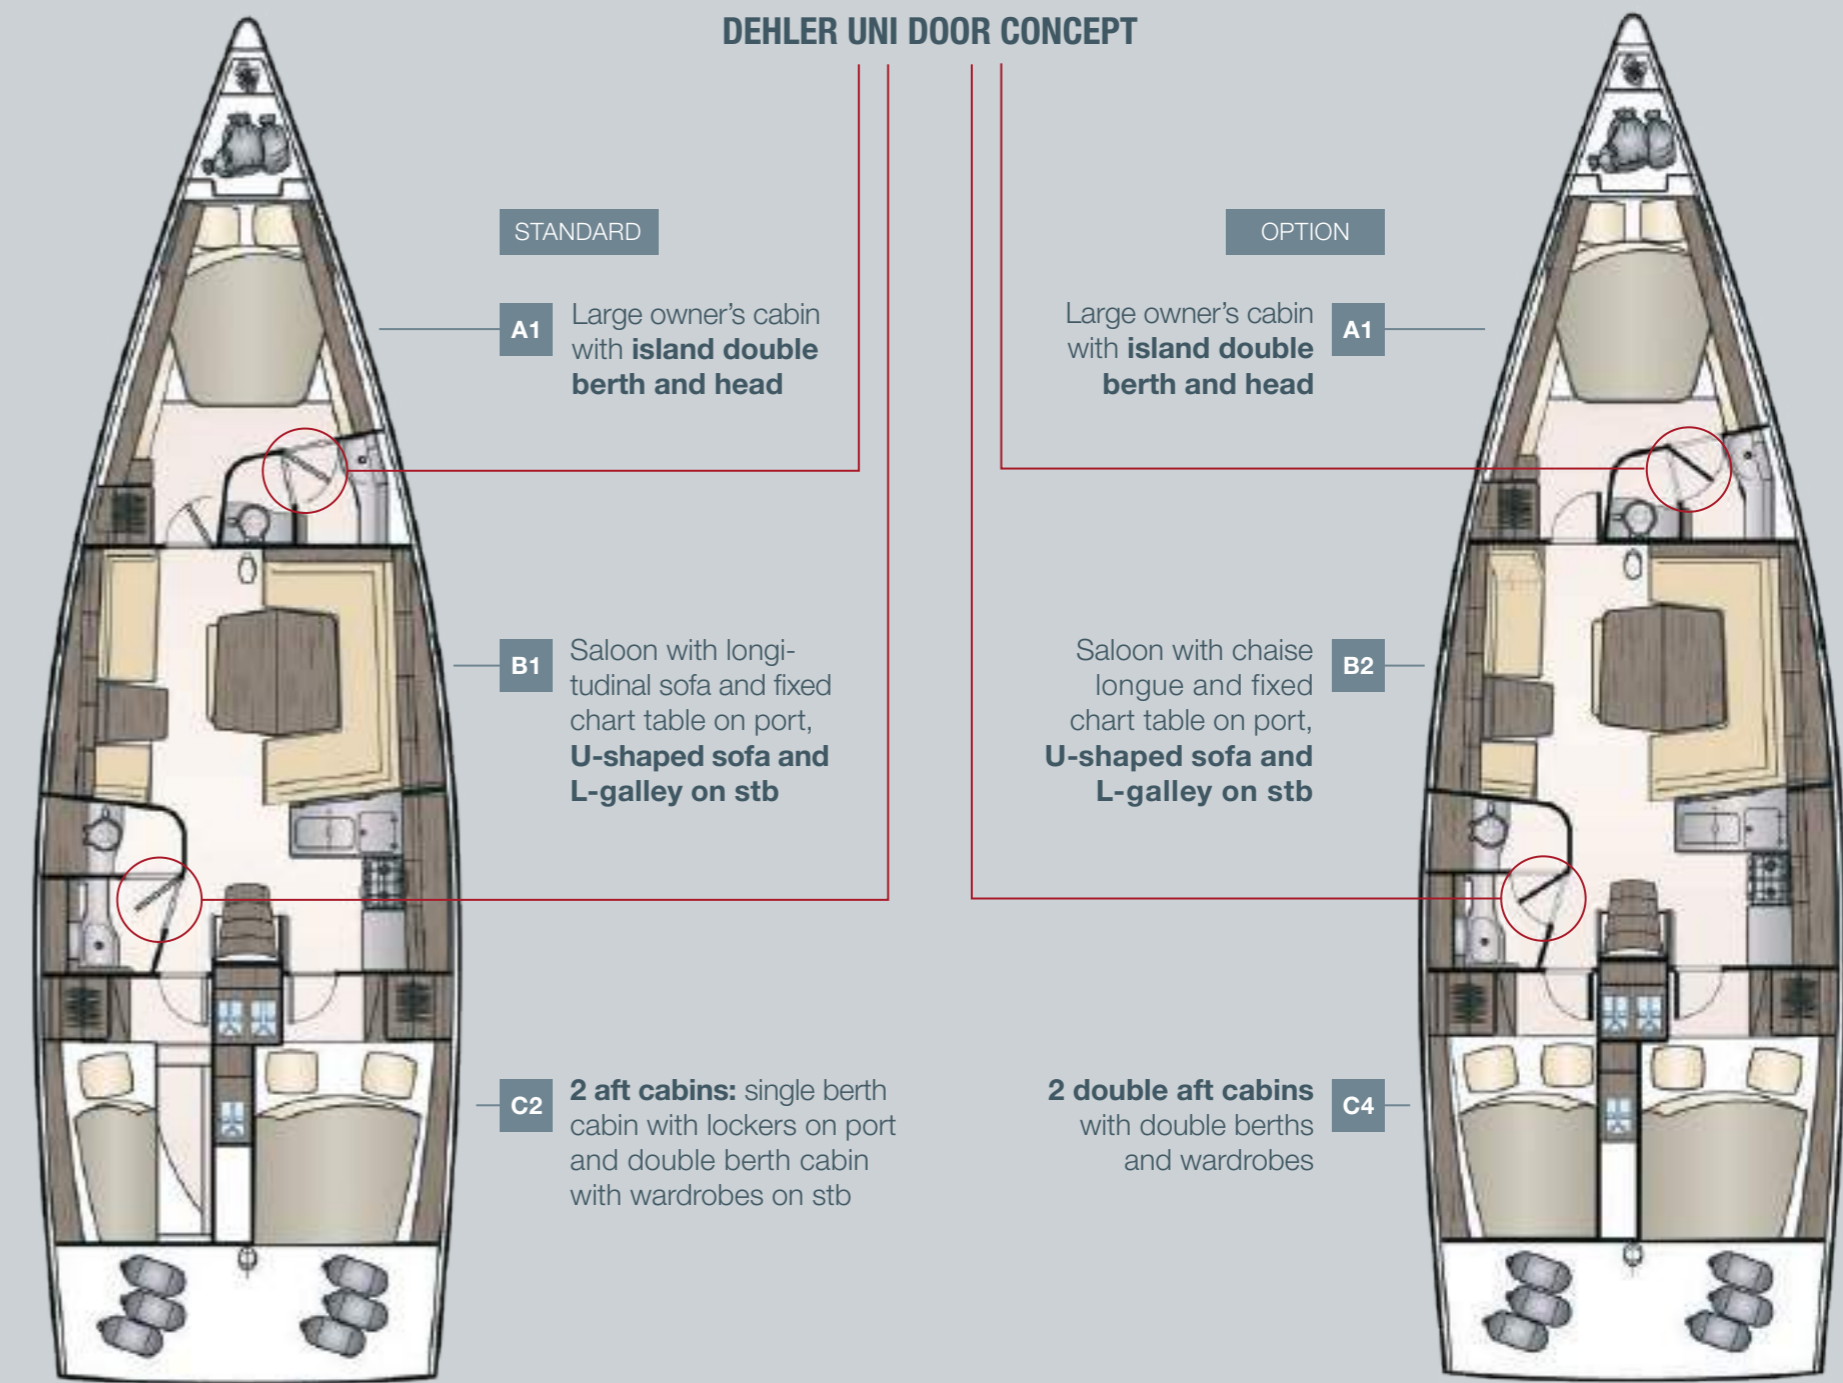 DEHLER UNI DOOR CONCEPT
STANDARD
A1
Large owner's cabin
with island double
berth and head
B1
Saloon with longi-
tudinal sofa and fixed
chart table on port,
U-shaped sofa and
L-galley on stb
C2
2 aft cabins: single berth
cabin with lockers on port
and double berth cabin
with wardrobes on stb
OPTION
Large owner's cabin
with island double
berth and head
A1
Saloon with chaise
longue and fixed
chart table on port,
U-shaped sofa and
L-galley on stb
B2
2 double aft cabins
with double berths
and wardrobes
C4